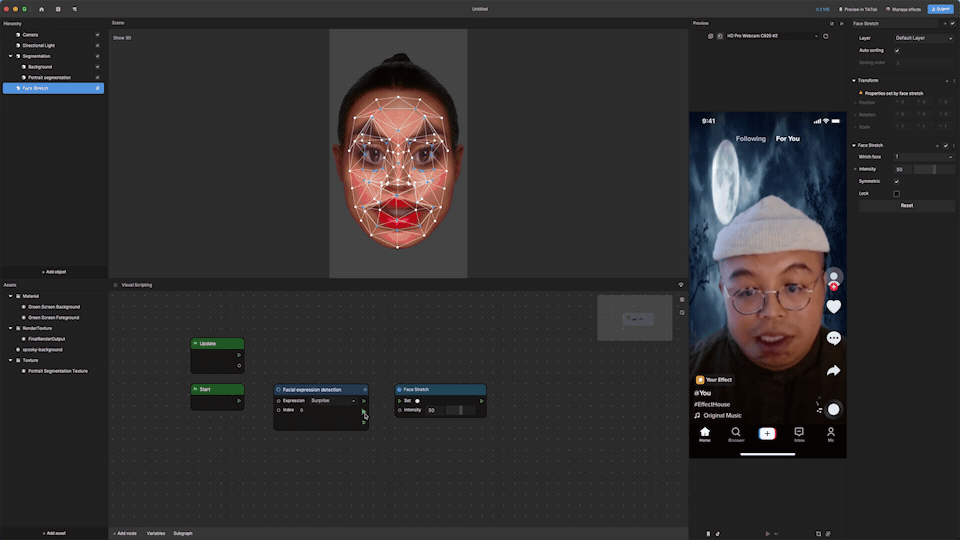 Untitled
0.2 MB
Preview in TikTok
Manage effects
Submit
Hierarchy
Camera
Directional Light
Segmentation
Background
Portrait segmentation
Face Stretch
+ Add object
Assets
Material
Green Screen Background
Green Screen Foreground
RenderTexture
FinalRenderOutput
spooky-background
Texture
Portrait Segmentation Texture
+ Add asset
Scene
Show 3D
Visual Scripting
Update
Start
Facial expression detection
Expression Surprise
Index 0
Face Stretch
Set
Intensity 50
+ Add node Variables Subgraph
Preview
HD Pro Webcam C920 #2
9:41
Following For You
Your Effect
@You
#EffectHouse
Original Music
Home Discover Inbox Me
Face Stretch
Layer Default Layer
Auto sorting
Sorting order
Transform
Properties set by face stretch
Position
Rotation
Scale
Face Stretch
Which face 1
Intensity 50
Symmetric
Lock
Reset